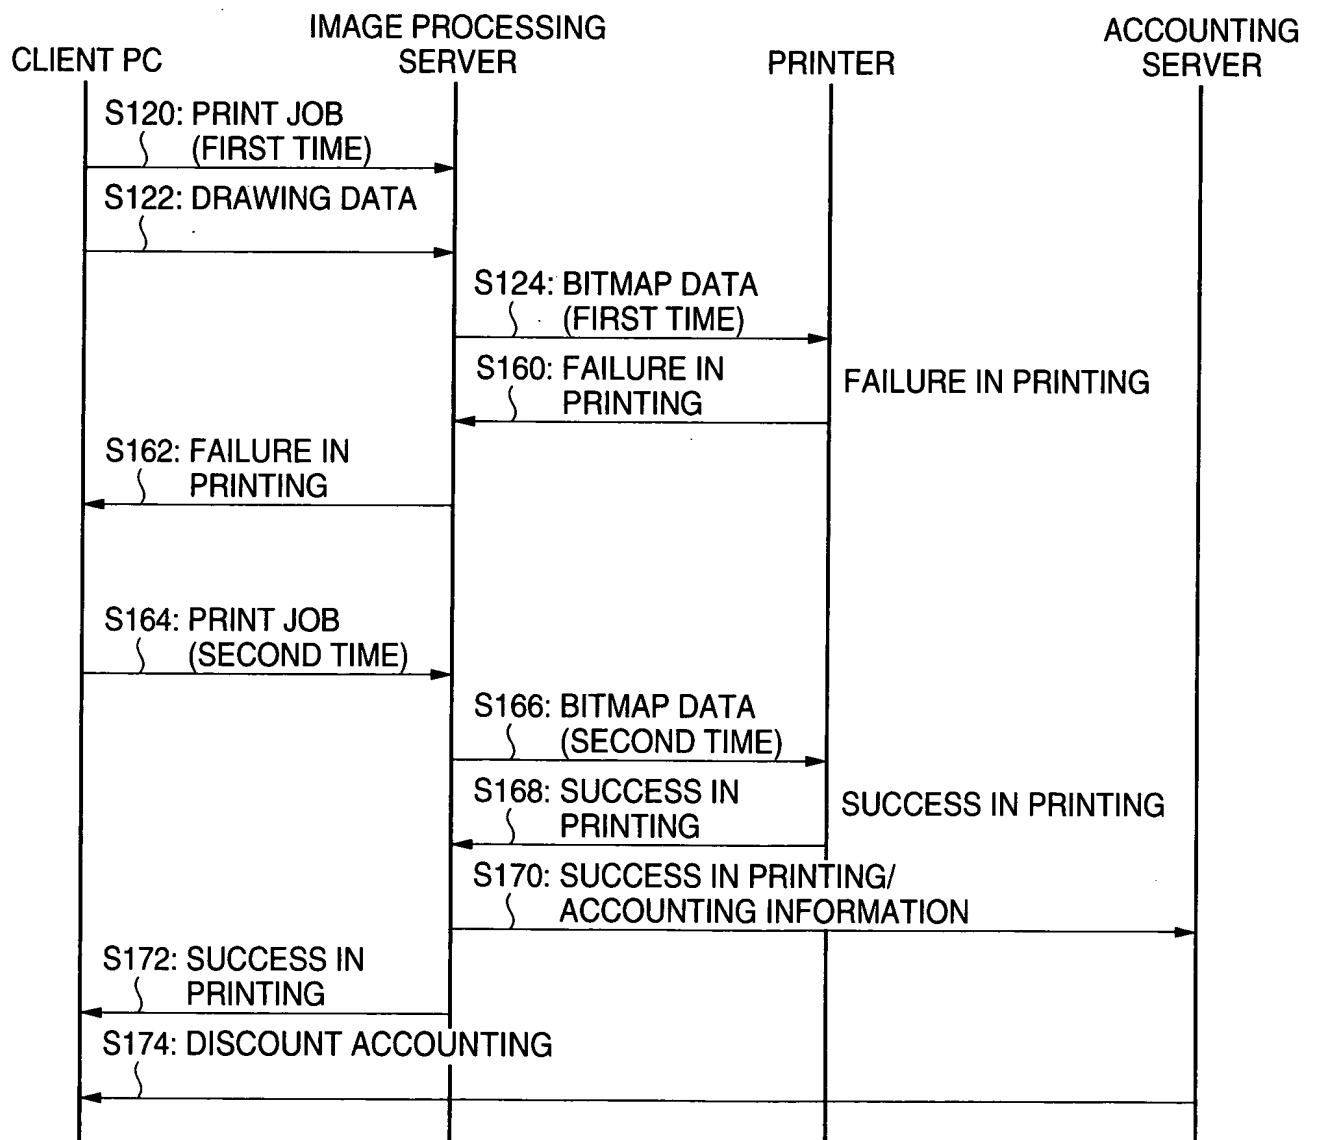 CLIENT PC
IMAGE PROCESSING
SERVER
PRINTER
ACCOUNTING
SERVER
S120: PRINT JOB
(FIRST TIME)
S122: DRAWING DATA
S124: BITMAP DATA
(FIRST TIME)
S160: FAILURE IN
PRINTING
FAILURE IN PRINTING
S162: FAILURE IN
PRINTING
S164: PRINT JOB
(SECOND TIME)
S166: BITMAP DATA
(SECOND TIME)
S168: SUCCESS IN
PRINTING
SUCCESS IN PRINTING
S170: SUCCESS IN PRINTING/
ACCOUNTING INFORMATION
S172: SUCCESS IN
PRINTING
S174: DISCOUNT ACCOUNTING